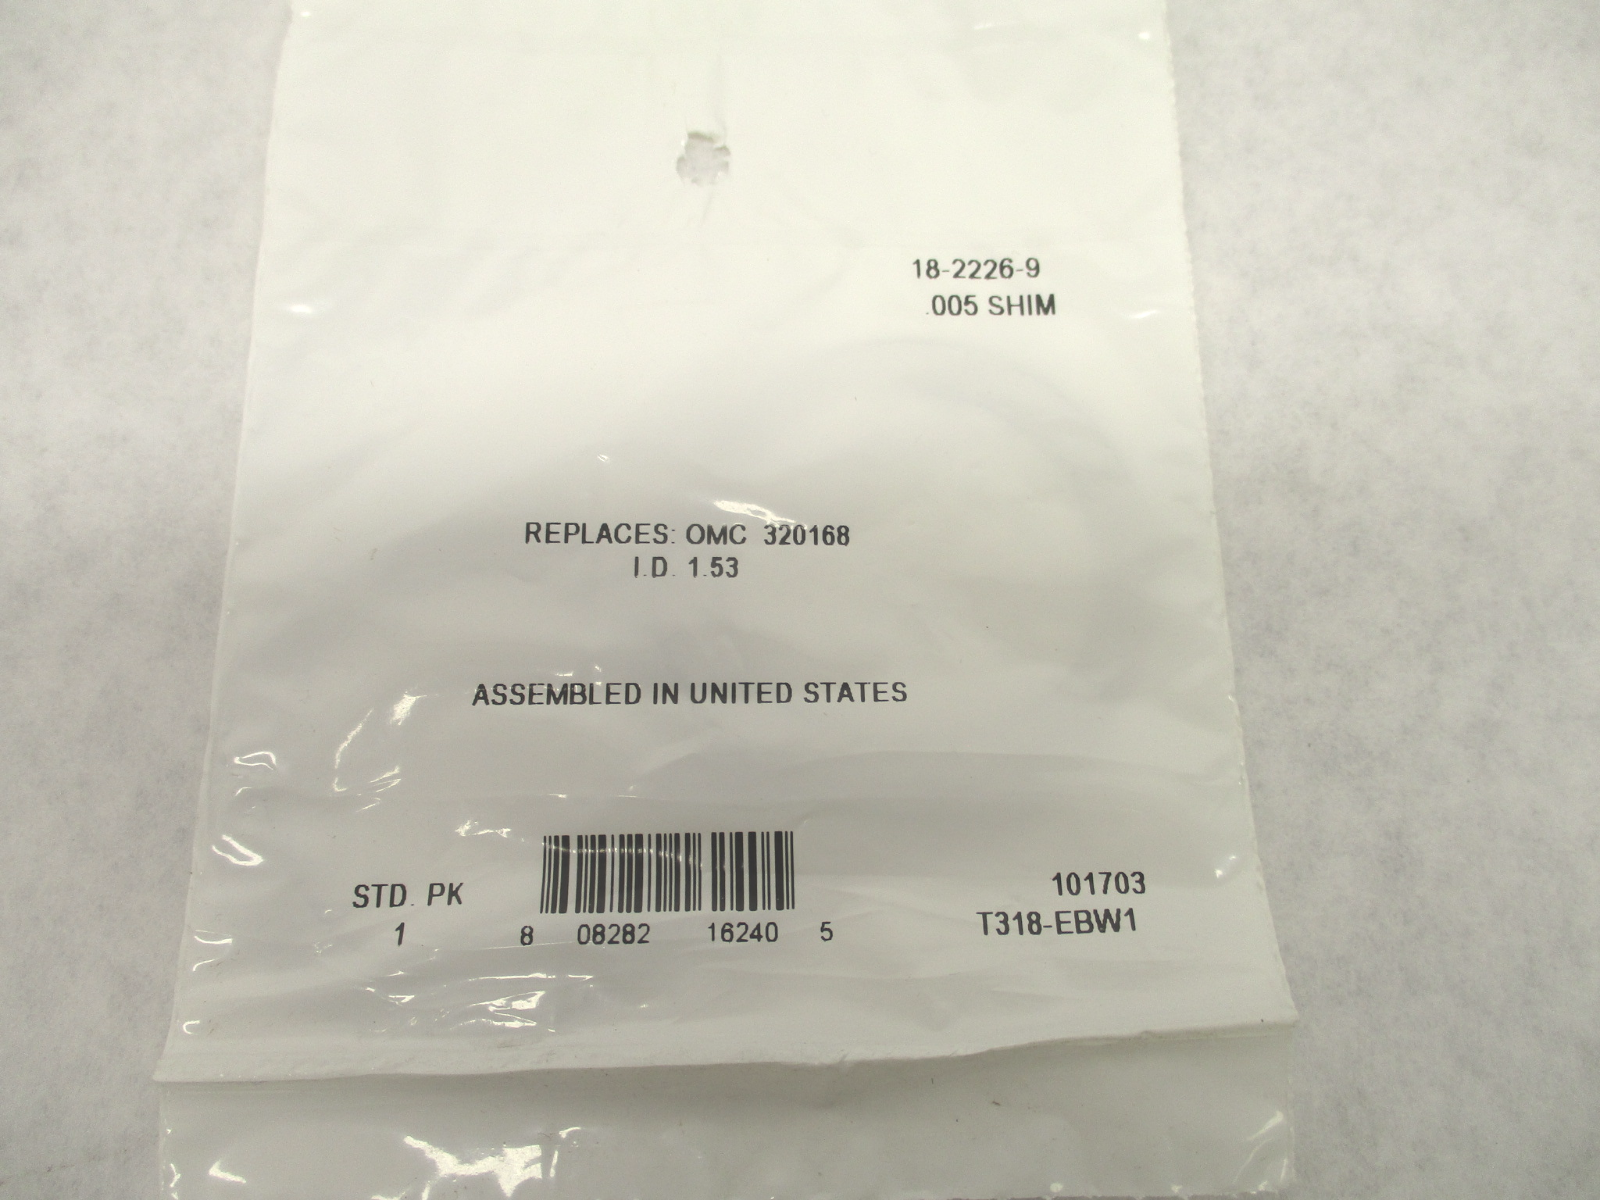 18-2226-9
.005 SHIM
REPLACES: OMC 320168
I.D. 1.53
ASSEMBLED IN UNITED STATES
STD. PK
1
8 08282 16240 5
101703
T318-EBW1